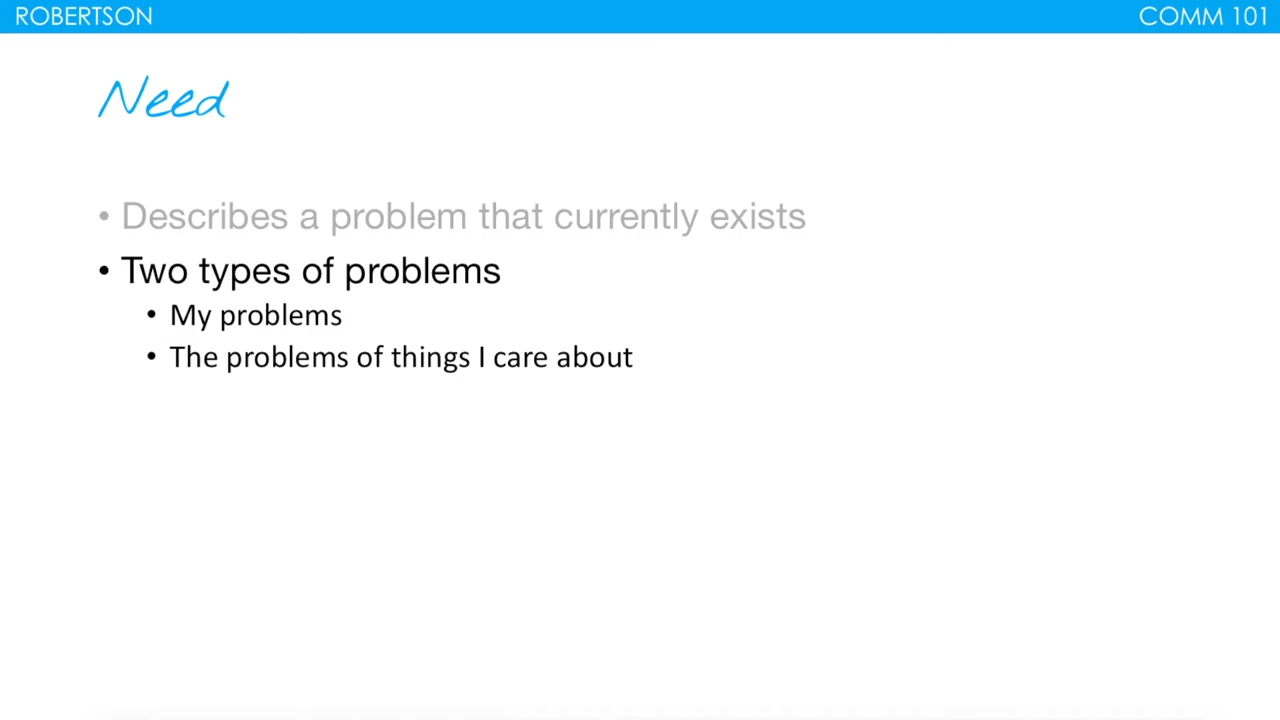 ROBERTSON
COMM 101
Need
• Describes a problem that currently exists
• Two types of problems
• My problems
• The problems of things I care about